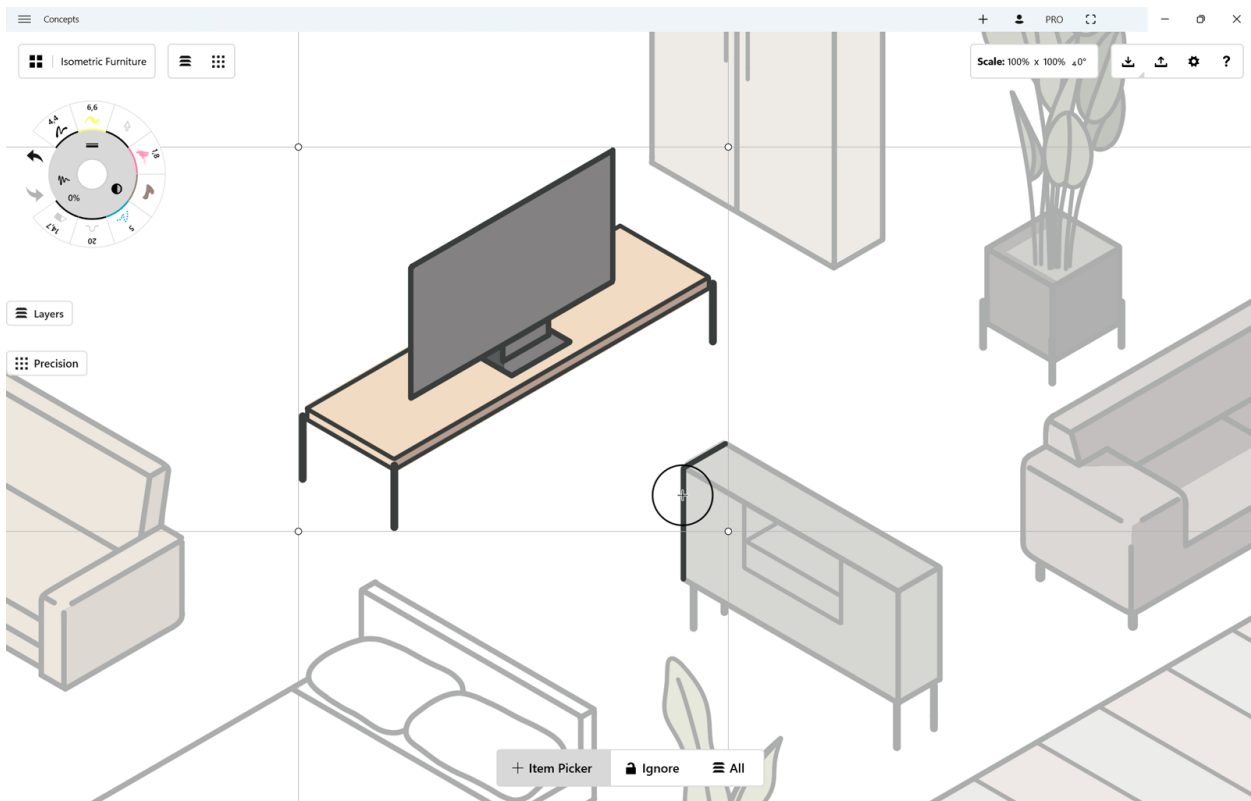 Concepts
PRO
Isometric Furniture
Scale: 100% x 100% ⦟0°
?
4,4
6,6
1,8
0%
14,7
20
5
Layers
Precision
Item Picker
Ignore
All